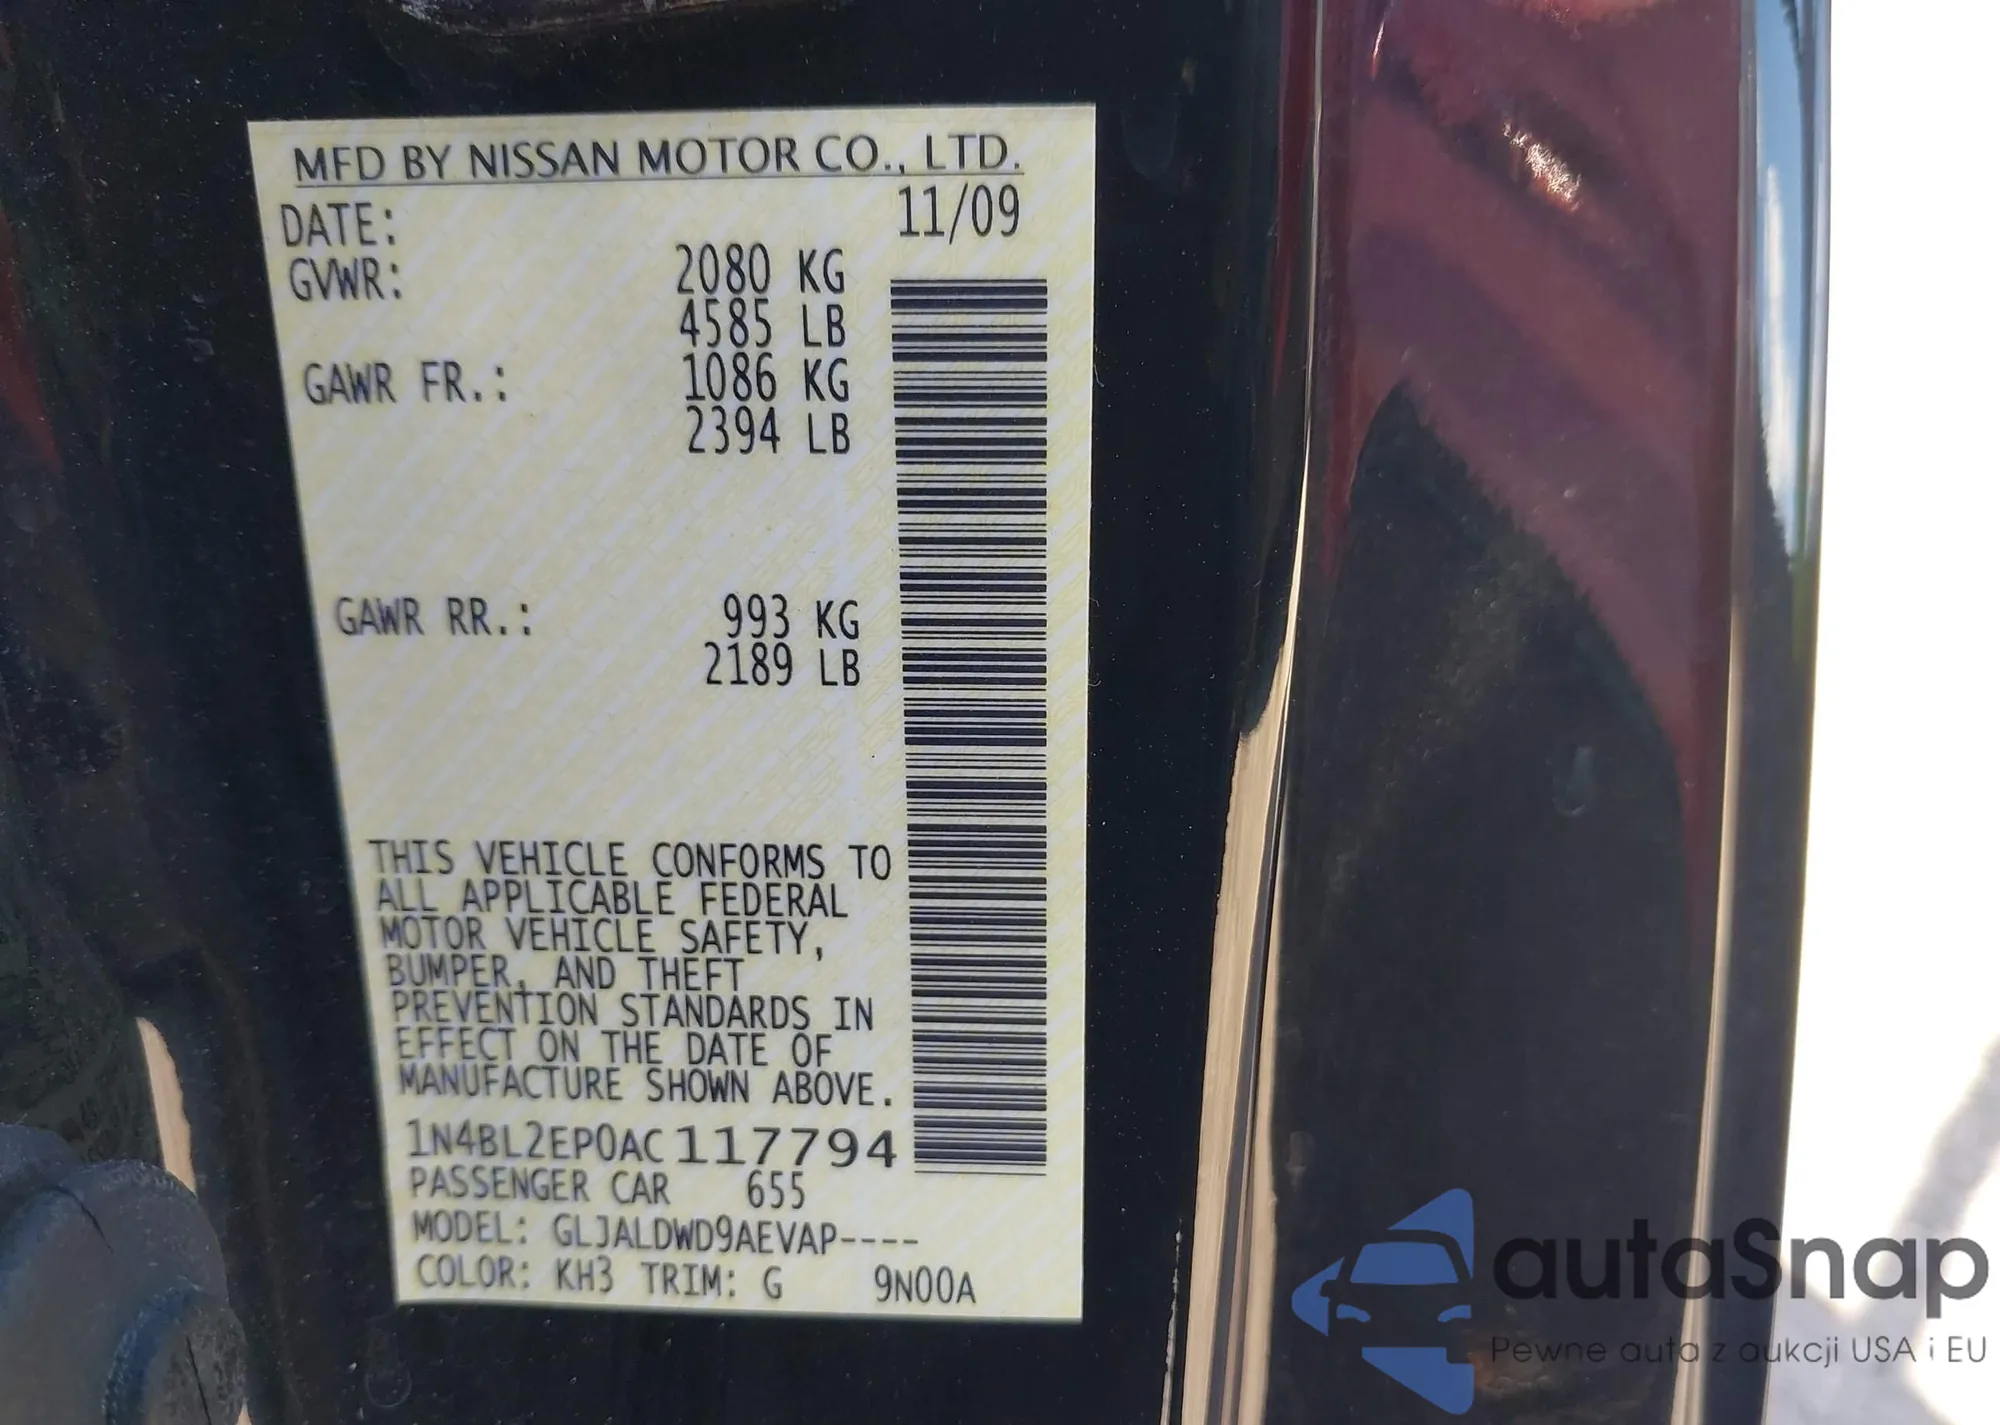 MFD BY NISSAN MOTOR CO., LTD.
DATE: 11/09
GVWR: 2080 KG
4585 LB
GAWR FR.: 1086 KG
2394 LB
GAWR RR.: 993 KG
2189 LB
THIS VEHICLE CONFORMS TO
ALL APPLICABLE FEDERAL
MOTOR VEHICLE SAFETY,
BUMPER, AND THEFT
PREVENTION STANDARDS IN
EFFECT ON THE DATE OF
MANUFACTURE SHOWN ABOVE.
1N4BL2EP0AC117794
PASSENGER CAR 655
MODEL: GLJALDWD9AEVAP----
COLOR: KH3 TRIM: G 9N00A
autoSnap
Pewne auta z aukcji USA i EU